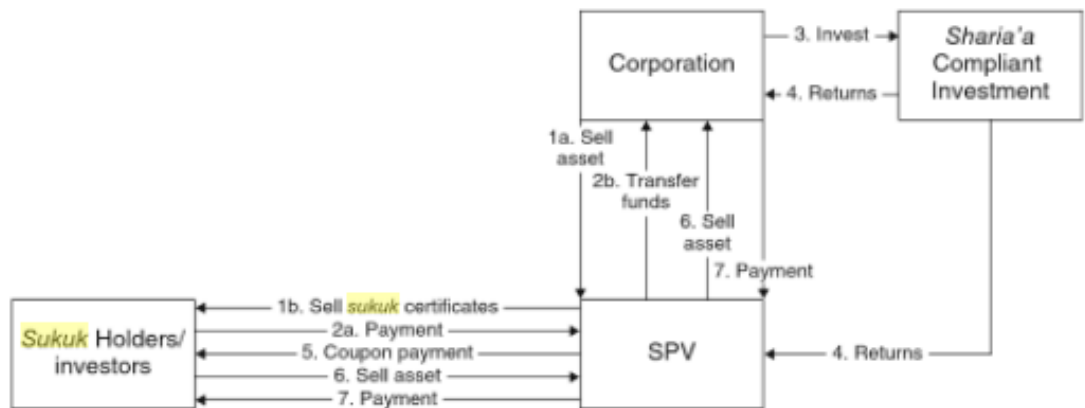 Corporation
3. Invest
Sharia'a
Compliant
Investment
4. Returns
1a. Sell
asset
2b. Transfer
funds
6. Sell
asset
7. Payment
Sukuk Holders/
investors
1b. Sell sukuk certificates
2a. Payment
5. Coupon payment
6. Sell asset
7. Payment
SPV
4. Returns